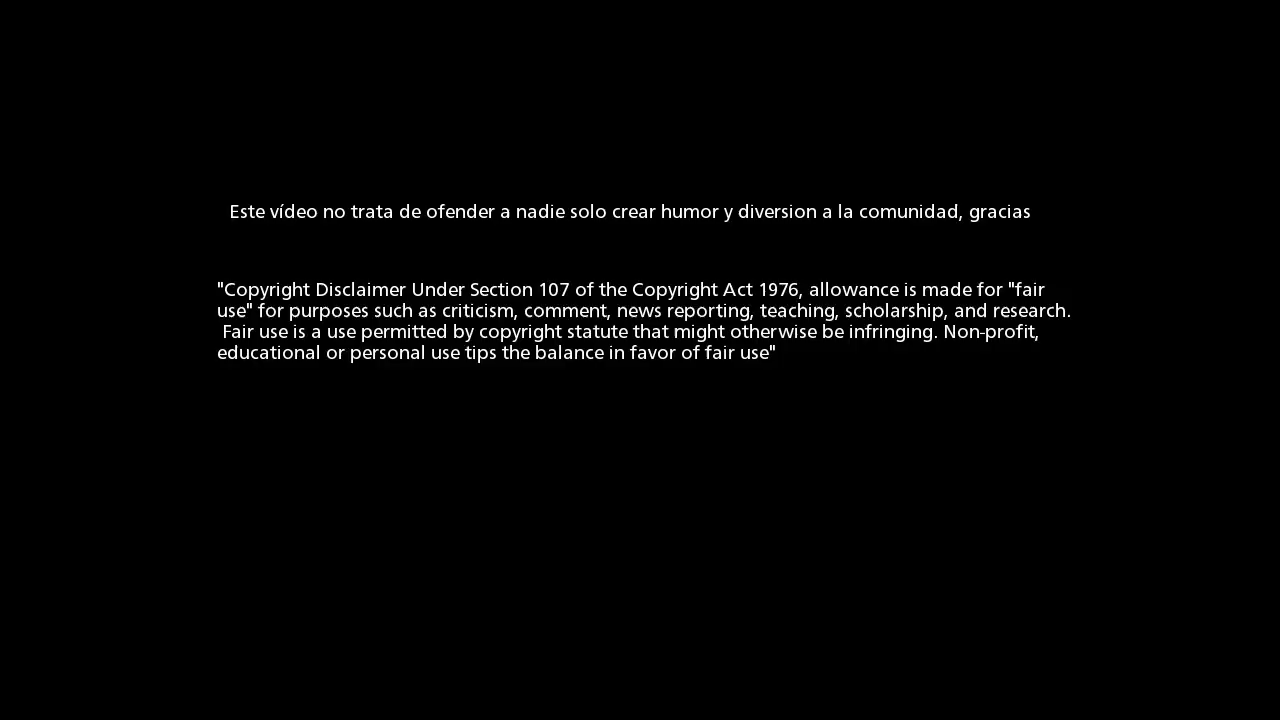 Este vídeo no trata de ofender a nadie solo crear humor y diversion a la comunidad, gracias
"Copyright Disclaimer Under Section 107 of the Copyright Act 1976, allowance is made for "fair
use" for purposes such as criticism, comment, news reporting, teaching, scholarship, and research.
Fair use is a use permitted by copyright statute that might otherwise be infringing. Non-profit,
educational or personal use tips the balance in favor of fair use"